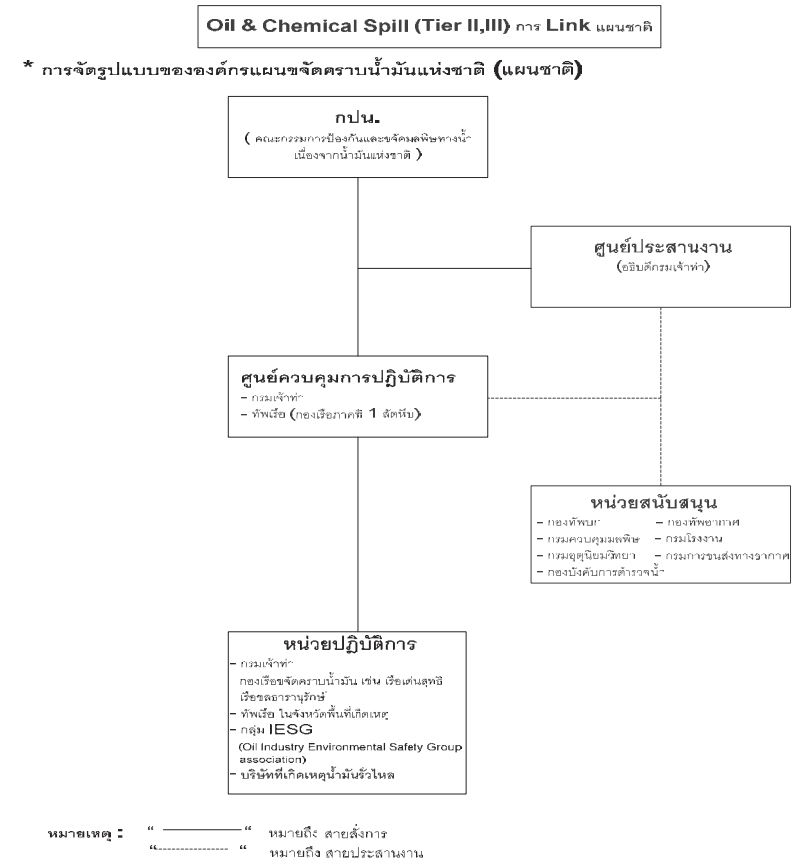 Oil & Chemical Spill (Tier II,III) การ Link แผนชาติ
* การจัดรูปแบบขององค์กรแผนขจัดคราบน้ำมันแห่งชาติ (แผนชาติ)
กปน.
( คณะกรรมการป้องกันและขจัดมลพิษทางน้ำ
เนื่องจากน้ำมันแห่งชาติ )
ศูนย์ประสานงาน
(อธิบดีกรมเจ้าท่า)
ศูนย์ควบคุมการปฏิบัติการ
– กรมเจ้าท่า
– ทัพเรือ (กองเรือภาคที่ 1 สัตหีบ)
หน่วยสนับสนุน
– กองทัพบก – กองทัพอากาศ
– กรมควบคุมมลพิษ – กรมโรงงาน
– กรมอุตุนิยมวิทยา – กรมการขนส่งทางอากาศ
– กองบังคับการตำรวจน้ำ
หน่วยปฏิบัติการ
– กรมเจ้าท่า
กองเรือขจัดคราบน้ำมัน เช่น เรือเด่นสุทธิ
เรือชลธารานุรักษ์
– ทัพเรือ ในจังหวัดพื้นที่เกิดเหตุ
– กลุ่ม IESG
(Oil Industry Environmental Safety Group
association)
– บริษัทที่เกิดเหตุน้ำมันรั่วไหล
หมายเหตุ : “ ———— “ หมายถึง สายสั่งการ
“---------------- “ หมายถึง สายประสานงาน